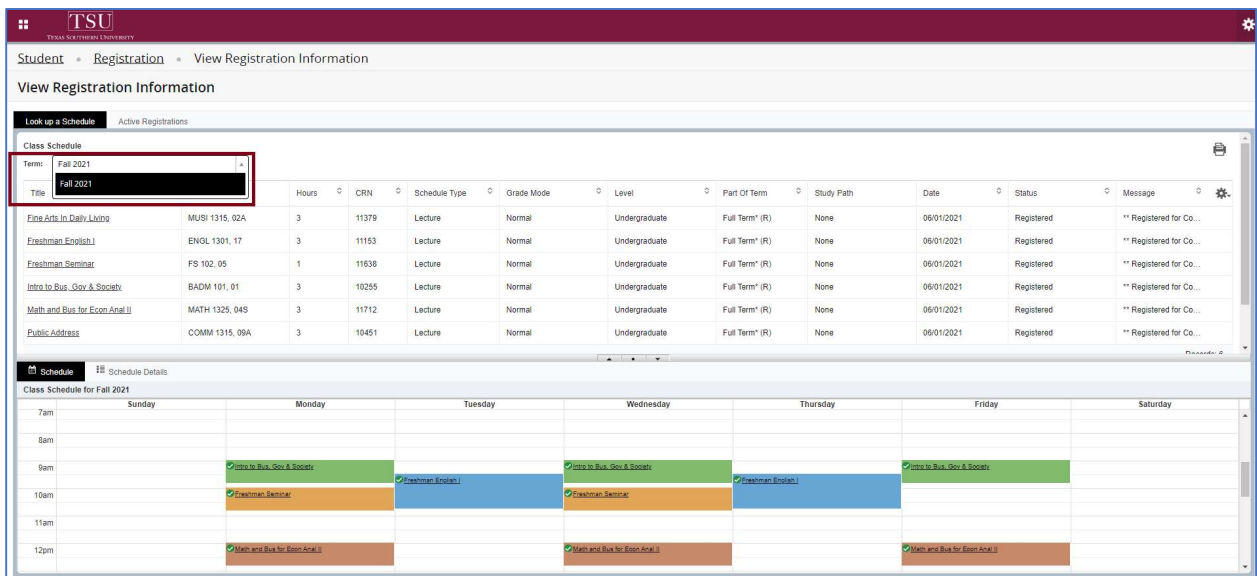 TSU
TEXAS SOUTHERN UNIVERSITY
Student • Registration • View Registration Information
View Registration Information
Look up a Schedule Active Registrations
Class Schedule
Term: Fall 2021
Fall 2021
Title Hours CRN Schedule Type Grade Mode Level Part Of Term Study Path Date Status Message
Fine Arts In Daily Living MUSI 1315, 02A 3 11379 Lecture Normal Undergraduate Full Term* (R) None 06/01/2021 Registered ** Registered for Co...
Freshman English I ENGL 1301, 17 3 11153 Lecture Normal Undergraduate Full Term* (R) None 06/01/2021 Registered ** Registered for Co...
Freshman Seminar FS 102, 05 1 11638 Lecture Normal Undergraduate Full Term* (R) None 06/01/2021 Registered ** Registered for Co...
Intro to Bus, Gov & Society BADM 101, 01 3 10255 Lecture Normal Undergraduate Full Term* (R) None 06/01/2021 Registered ** Registered for Co...
Math and Bus for Econ Anal II MATH 1325, 04S 3 11712 Lecture Normal Undergraduate Full Term* (R) None 06/01/2021 Registered ** Registered for Co...
Public Address COMM 1315, 09A 3 10451 Lecture Normal Undergraduate Full Term* (R) None 06/01/2021 Registered ** Registered for Co...
Schedule Schedule Details
Class Schedule for Fall 2021
Sunday Monday Tuesday Wednesday Thursday Friday Saturday
7am
8am
9am Intro to Bus, Gov & Society Intro to Bus, Gov & Society Intro to Bus, Gov & Society
Freshman English I Freshman English I
10am Freshman Seminar Freshman Seminar
11am
12pm Math and Bus for Econ Anal II Math and Bus for Econ Anal II Math and Bus for Econ Anal II